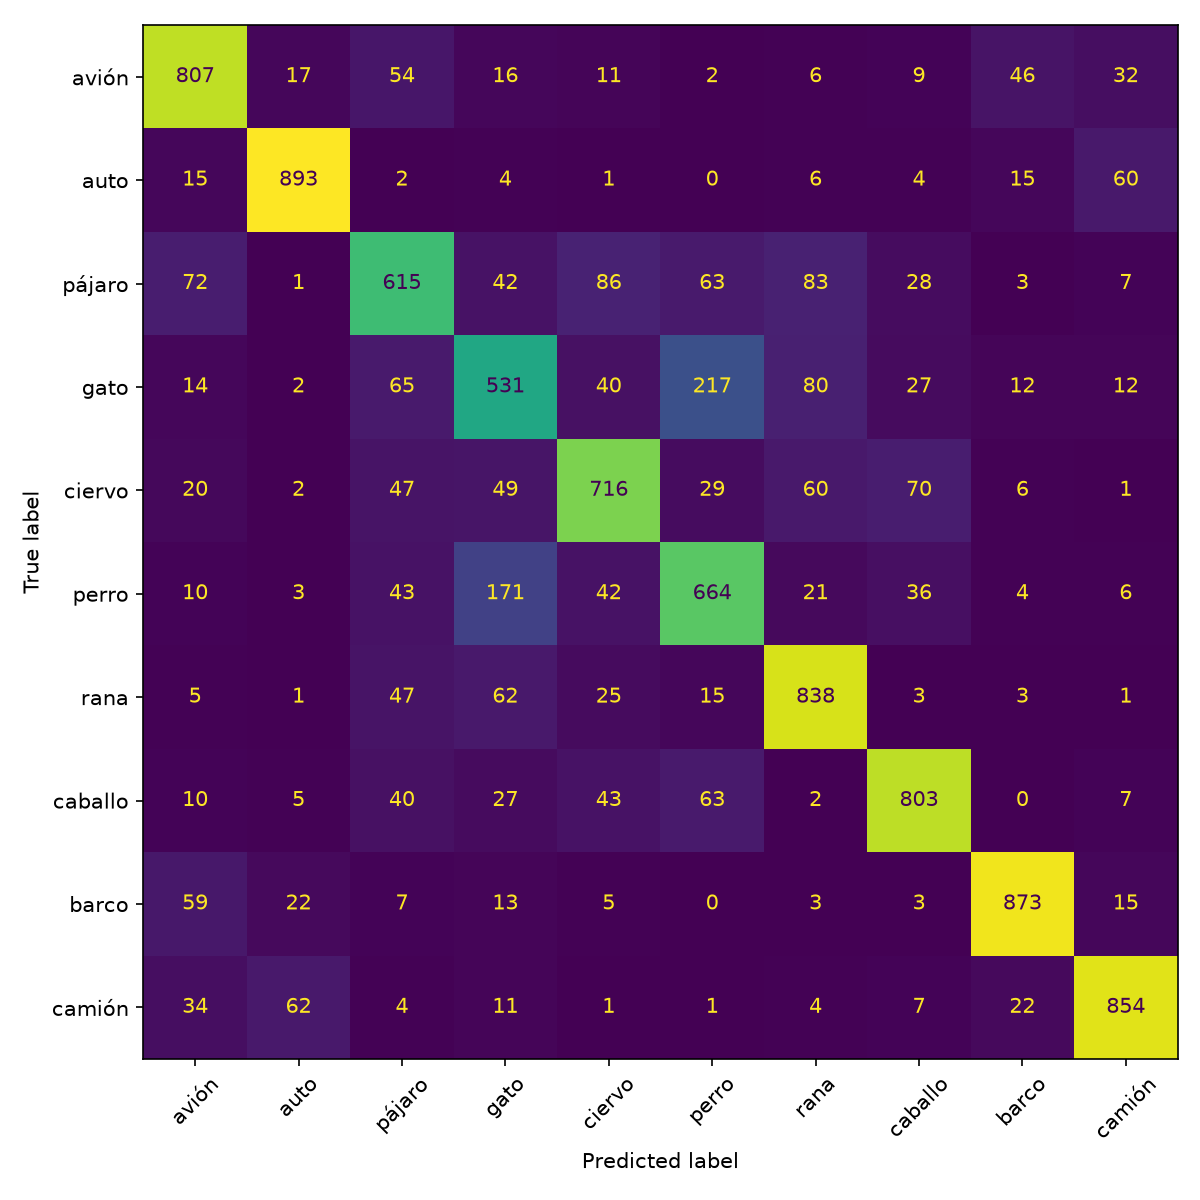 avión 807 17 54 16 11 2 6 9 46 32
auto 15 893 2 4 1 0 6 4 15 60
pájaro 72 1 615 42 86 63 83 28 3 7
gato 14 2 65 531 40 217 80 27 12 12
ciervo 20 2 47 49 716 29 60 70 6 1
perro 10 3 43 171 42 664 21 36 4 6
rana 5 1 47 62 25 15 838 3 3 1
caballo 10 5 40 27 43 63 2 803 0 7
barco 59 22 7 13 5 0 3 3 873 15
camión 34 62 4 11 1 1 4 7 22 854
True label
avión auto pájaro gato ciervo perro rana caballo barco camión
Predicted label